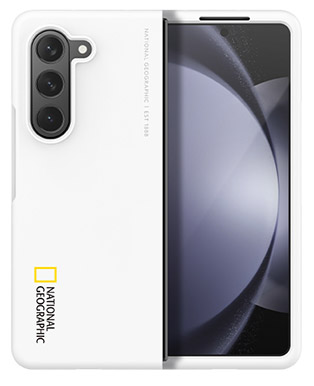 NATIONAL GEOGRAPHIC | EST 1888
NATIONAL
GEOGRAPHIC